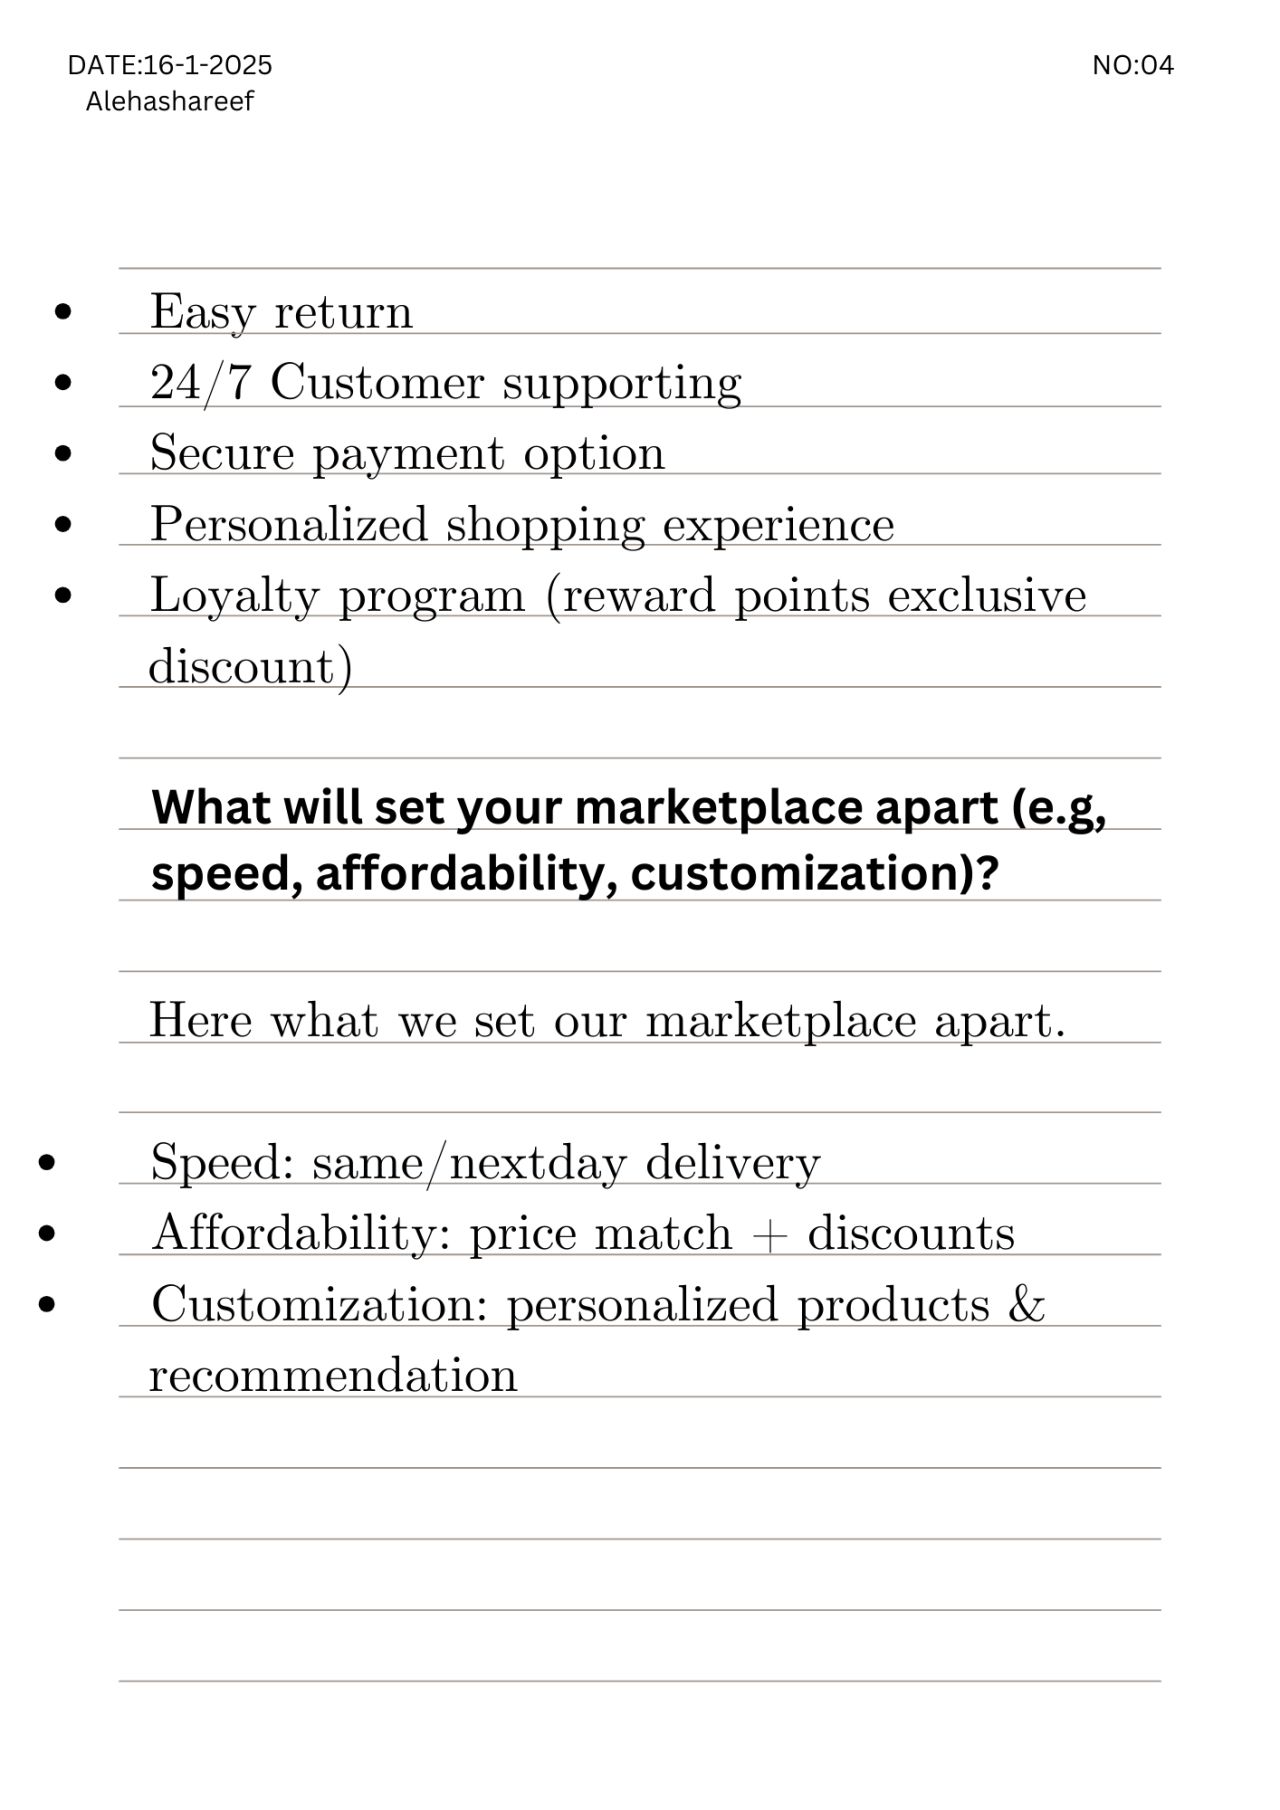 DATE:16-1-2025
NO:04
Alehashareef
• Easy return
• 24/7 Customer supporting
• Secure payment option
• Personalized shopping experience
• Loyalty program (reward points exclusive
discount)
What will set your marketplace apart (e.g,
speed, affordability, customization)?
Here what we set our marketplace apart.
• Speed: same/nextday delivery
• Affordability: price match + discounts
• Customization: personalized products &
recommendation